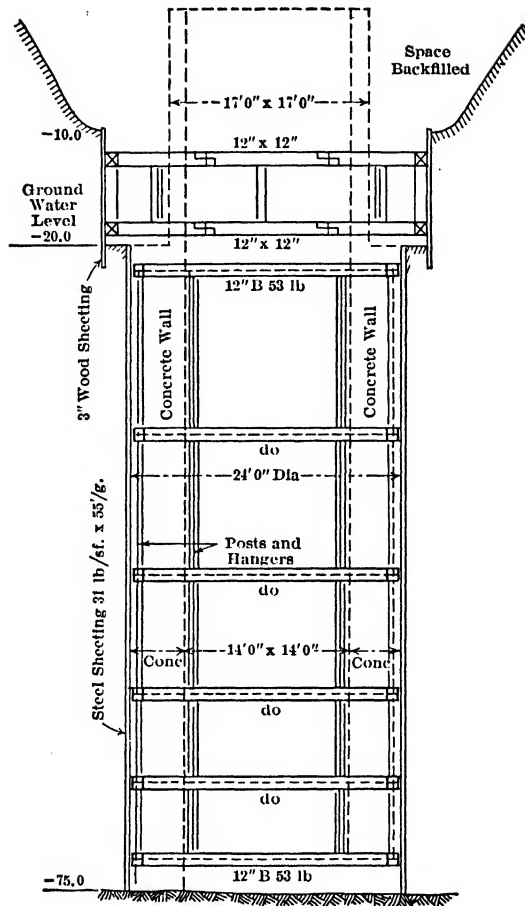 Space
Backfilled
17'0" x 17'0"
-10.0
12" x 12"
Ground
Water
Level
-20.0
12" x 12"
12" B 53 lb
3" Wood Sheeting
Concrete Wall
Concrete Wall
do
24'0" Dia
Steel Sheeting 31 lb/sf. x 55'/g.
Posts and
Hangers
do
Conc
14'0" x 14'0"
Conc
do
do
12" B 53 lb
-75.0